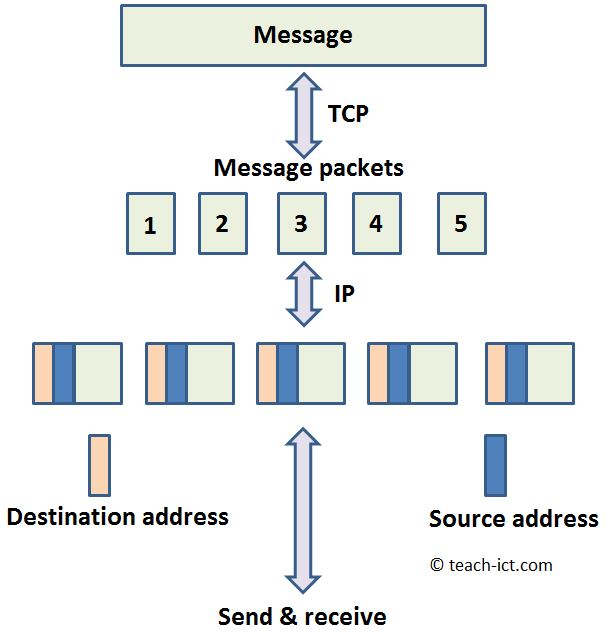 Message
TCP
Message packets
1 2 3 4 5
IP
Destination address
Source address
© teach-ict.com
Send & receive